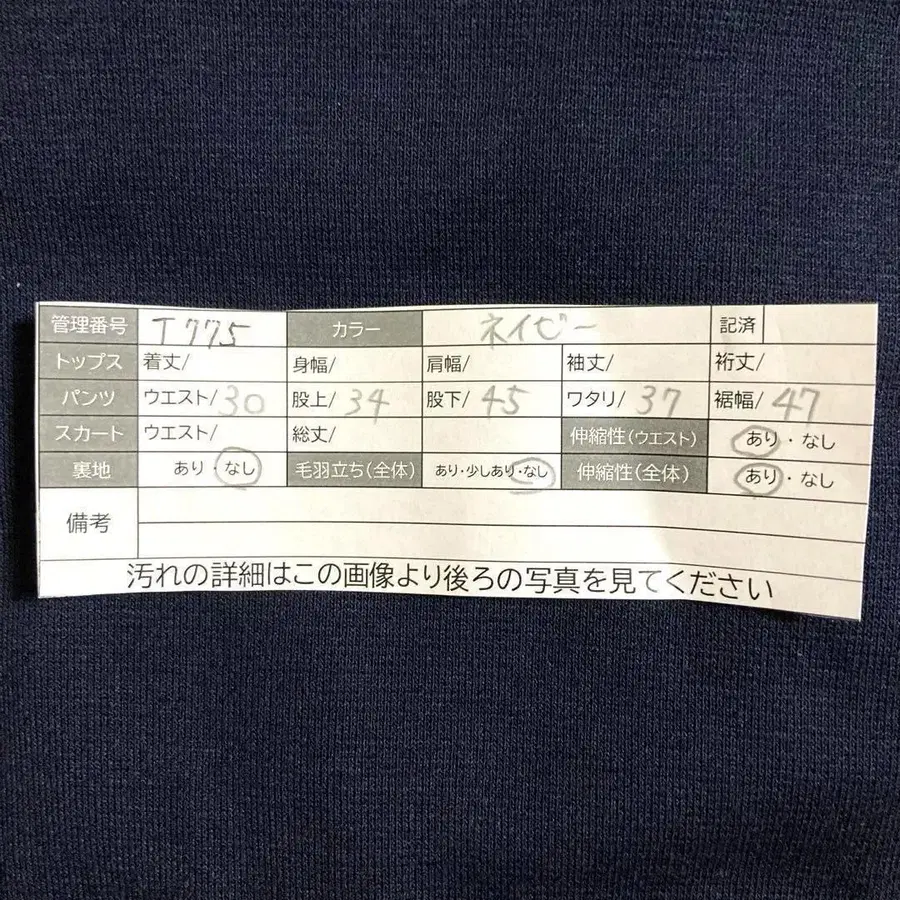 管理番号 T775 カラー ネイビー 記済
トップス 着丈/ 身幅/ 肩幅/ 袖丈/ 裄丈/
パンツ ウエスト/30 股上/34 股下/45 ワタリ/37 裾幅/47
スカート ウエスト/ 総丈/ 伸縮性(ウエスト) あり・なし
裏地 あり・なし 毛羽立ち(全体) あり・少しあり・なし 伸縮性(全体) あり・なし
備考
汚れの詳細はこの画像より後ろの写真を見てください